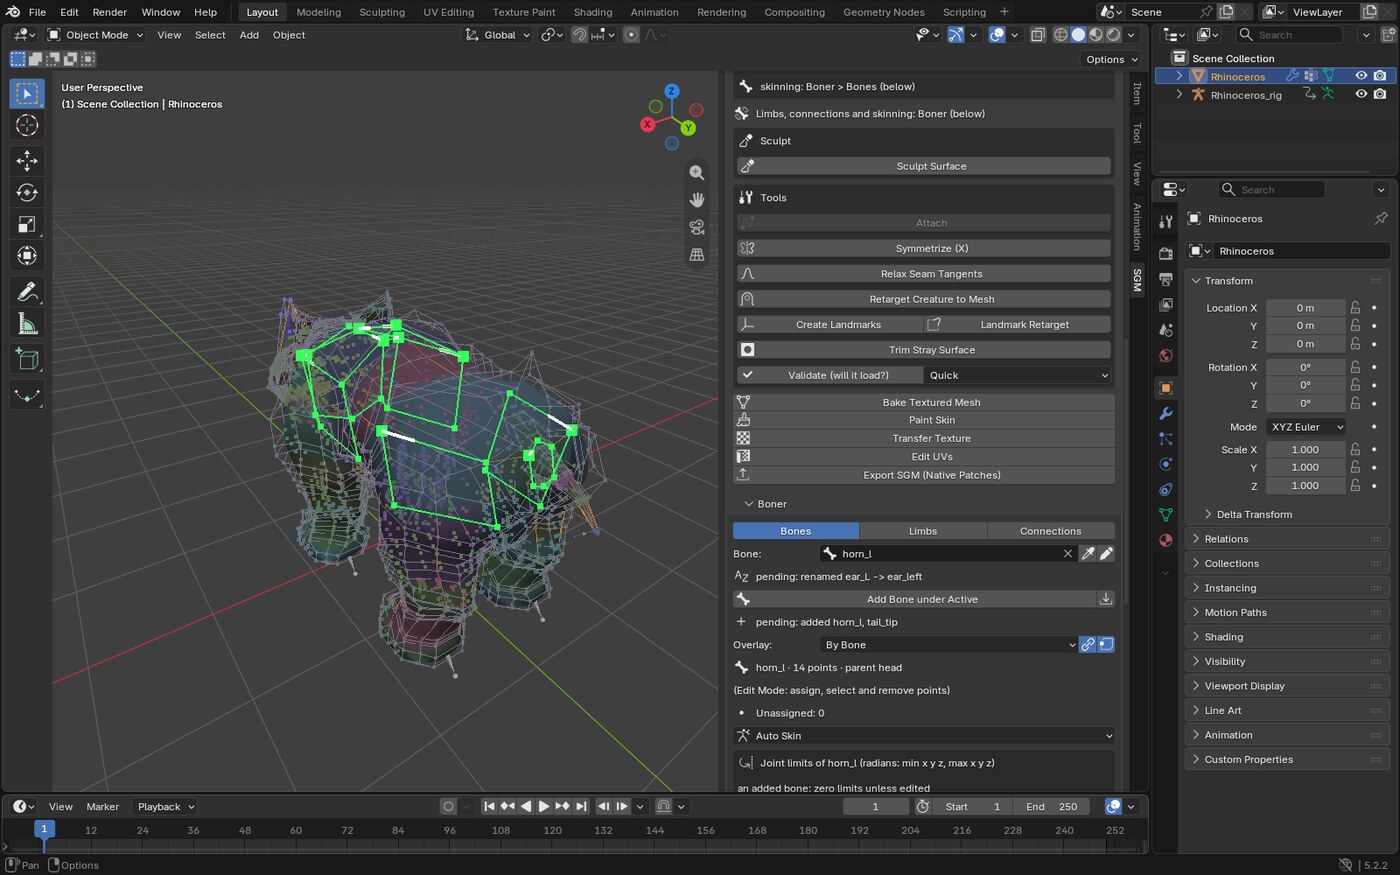 File Edit Render Window Help Layout Modeling Sculpting UV Editing Texture Paint Shading Animation Rendering Compositing Geometry Nodes Scripting + Scene ViewLayer
Object Mode View Select Add Object Global Search
Options
User Perspective
(1) Scene Collection | Rhinoceros
Z
X
Y
skinning: Boner > Bones (below)
Limbs, connections and skinning: Boner (below)
Sculpt
Sculpt Surface
Tools
Attach
Symmetrize (X)
Relax Seam Tangents
Retarget Creature to Mesh
Create Landmarks Landmark Retarget
Trim Stray Surface
Validate (will it load?) Quick
Bake Textured Mesh
Paint Skin
Transfer Texture
Edit UVs
Export SGM (Native Patches)
Boner
Bones Limbs Connections
Bone: horn_l
pending: renamed ear_L -> ear_left
Add Bone under Active
pending: added horn_l, tail_tip
Overlay: By Bone
horn_l · 14 points · parent head
(Edit Mode: assign, select and remove points)
Unassigned: 0
Auto Skin
Joint limits of horn_l (radians: min x y z, max x y z)
an added bone: zero limits unless edited
Item
Tool
View
Animation
SGM
Scene Collection
Rhinoceros
Rhinoceros_rig
Search
Rhinoceros
Rhinoceros
Transform
Location X 0 m
Y 0 m
Z 0 m
Rotation X 0°
Y 0°
Z 0°
Mode XYZ Euler
Scale X 1.000
Y 1.000
Z 1.000
Delta Transform
Relations
Collections
Instancing
Motion Paths
Shading
Visibility
Viewport Display
Line Art
Animation
Custom Properties
View Marker Playback 1 Start 1 End 250
1 12 24 36 48 60 72 84 96 108 120 132 144 156 168 180 192 204 216 228 240 252
Pan Options 5.2.2